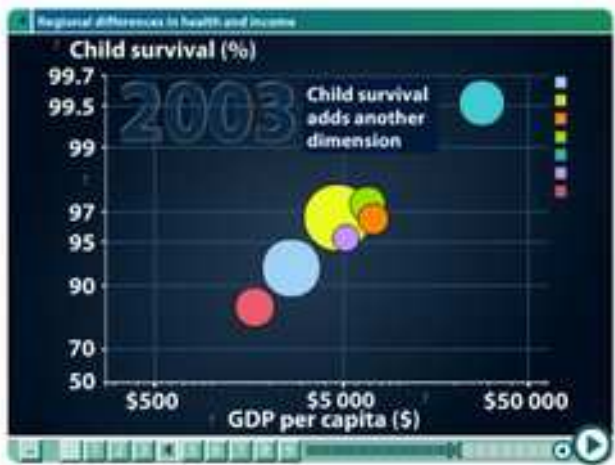 Regional differences in health and income
Child survival (%)
2003
Child survival
adds another
dimension
99.7
99.5
99
97
95
90
70
50
$500
$5 000
$50 000
GDP per capita ($)